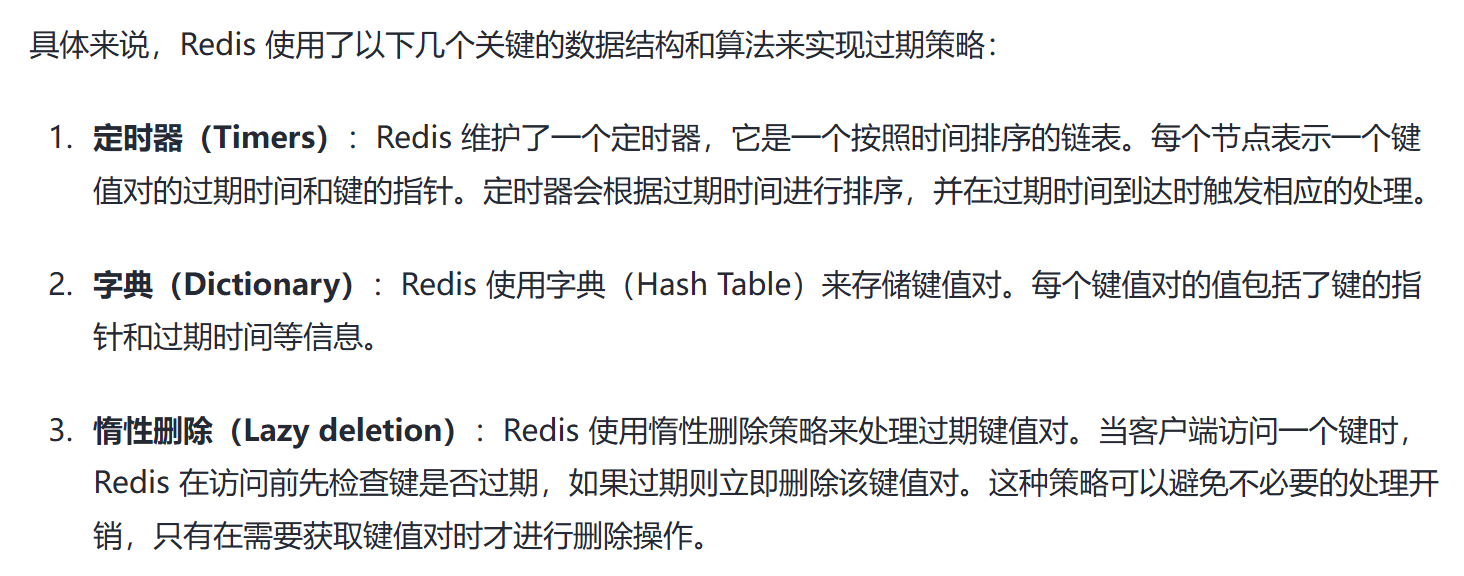 具体来说，Redis 使用了以下几个关键的数据结构和算法来实现过期策略：
1. 定时器（Timers）：Redis 维护了一个定时器，它是一个按照时间排序的链表。每个节点表示一个键
值对的过期时间和键的指针。定时器会根据过期时间进行排序，并在过期时间到达时触发相应的处理。
2. 字典（Dictionary）：Redis 使用字典（Hash Table）来存储键值对。每个键值对的值包括了键的指
针和过期时间等信息。
3. 惰性删除（Lazy deletion）：Redis 使用惰性删除策略来处理过期键值对。当客户端访问一个键时，
Redis 在访问前先检查键是否过期，如果过期则立即删除该键值对。这种策略可以避免不必要的处理开
销，只有在需要获取键值对时才进行删除操作。